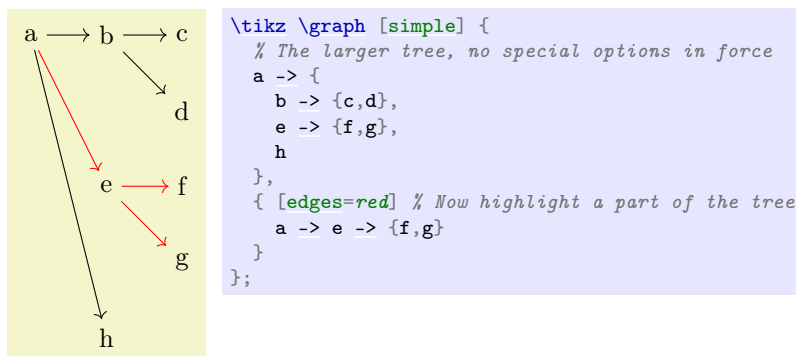 a b c
d
e f
g
h
\tikz \graph [simple] {
  % The larger tree, no special options in force
  a -> {
    b -> {c,d},
    e -> {f,g},
    h
  },
  { [edges=red] % Now highlight a part of the tree
    a -> e -> {f,g}
  }
};